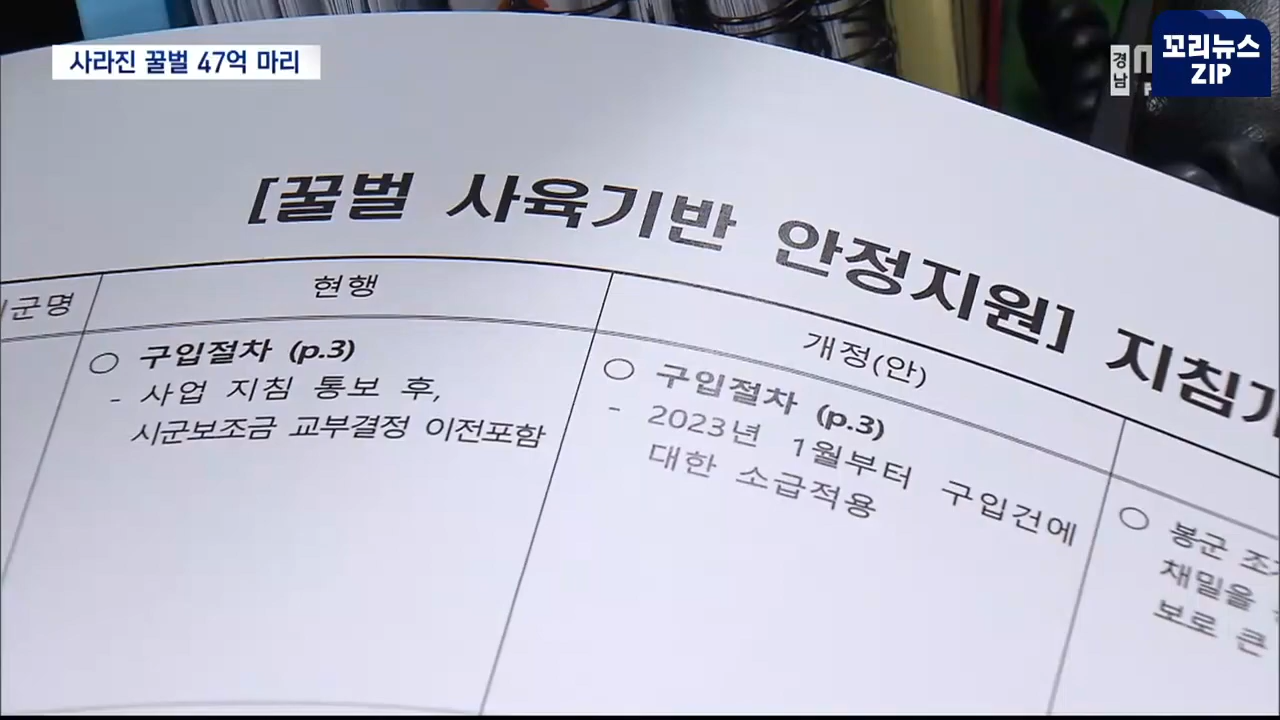 사라진 꿀벌 47억 마리
꼬리뉴스
ZIP
경남
[꿀벌 사육기반 안정지원] 지침
군명
현행
개정(안)
○ 구입절차 (p.3)
- 사업 지침 통보 후,
시군보조금 교부결정 이전포함
○ 구입절차 (p.3)
- 2023년 1월부터 구입건에
대한 소급적용
○ 봉군
채밀을
보로 큰